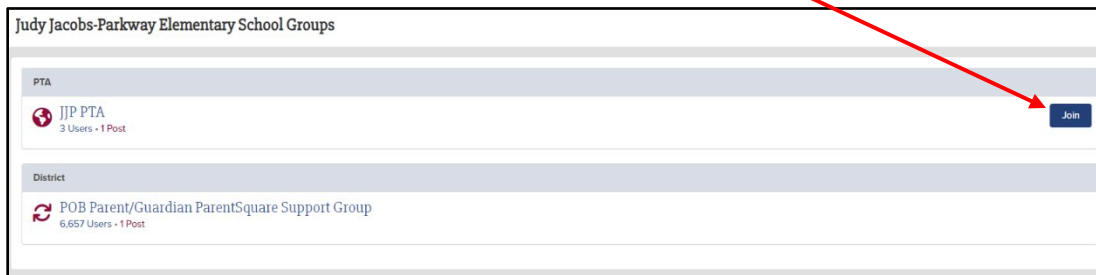 Judy Jacobs-Parkway Elementary School Groups
PTA
JJP PTA
3 Users • 1 Post
Join
District
POB Parent/Guardian ParentSquare Support Group
6,657 Users • 1 Post